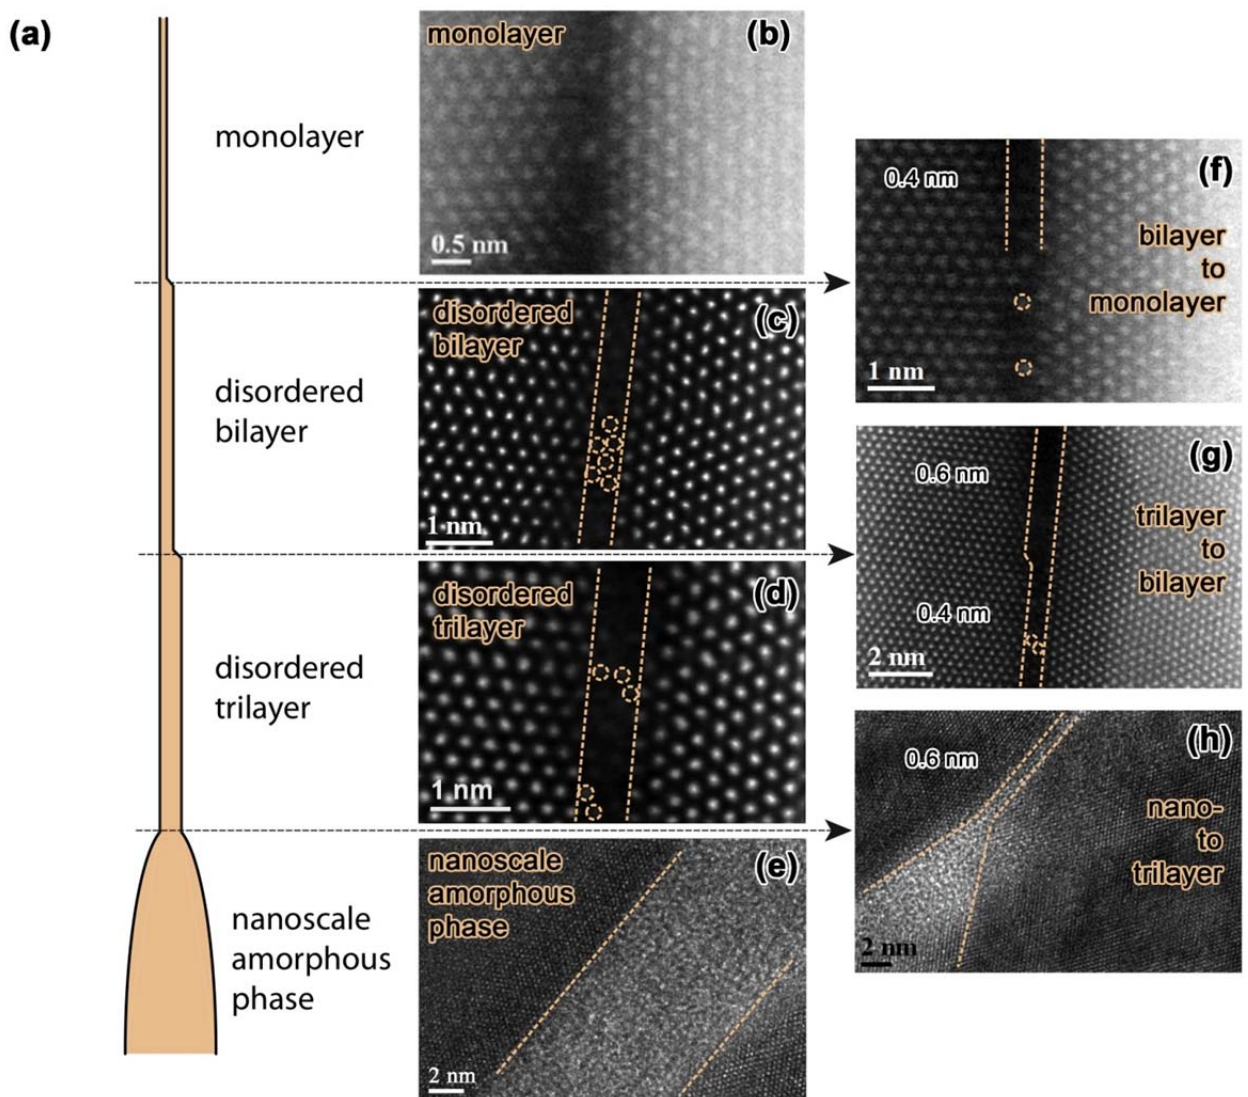 (a)
monolayer
disordered
bilayer
disordered
trilayer
nanoscale
amorphous
phase
monolayer
(b)
0.5 nm
disordered
bilayer
(c)
1 nm
disordered
trilayer
(d)
1 nm
nanoscale
amorphous
phase
(e)
2 nm
0.4 nm
(f)
bilayer
to
monolayer
1 nm
0.6 nm
(g)
trilayer
to
bilayer
0.4 nm
2 nm
0.6 nm
(h)
nano-
to
trilayer
2 nm